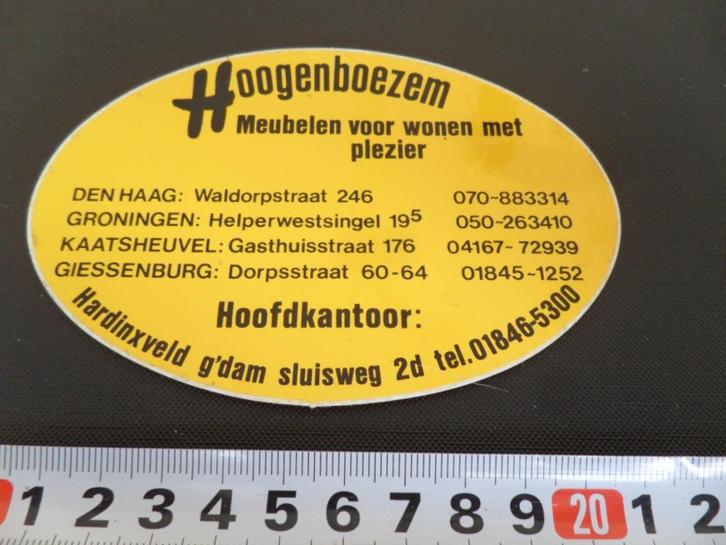 Hoogenboezem
Meubelen voor wonen met
plezier
DEN HAAG: Waldorpstraat 246 070-883314
GRONINGEN: Helperwestsingel 19⁵ 050-263410
KAATSHEUVEL: Gasthuisstraat 176 04167-72939
GIESSENBURG: Dorpsstraat 60-64 01845-1252
Hoofdkantoor:
Hardinxveld g'dam sluisweg 2d tel.01846-5300
1 2 3 4 5 6 7 8 9 20 1 2